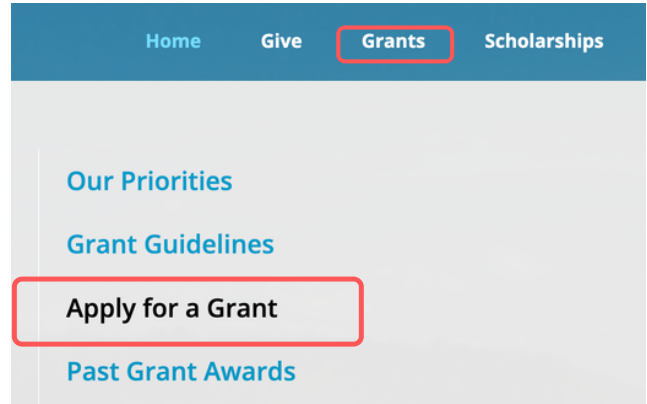 Home Give Grants Scholarships
Our Priorities
Grant Guidelines
Apply for a Grant
Past Grant Awards